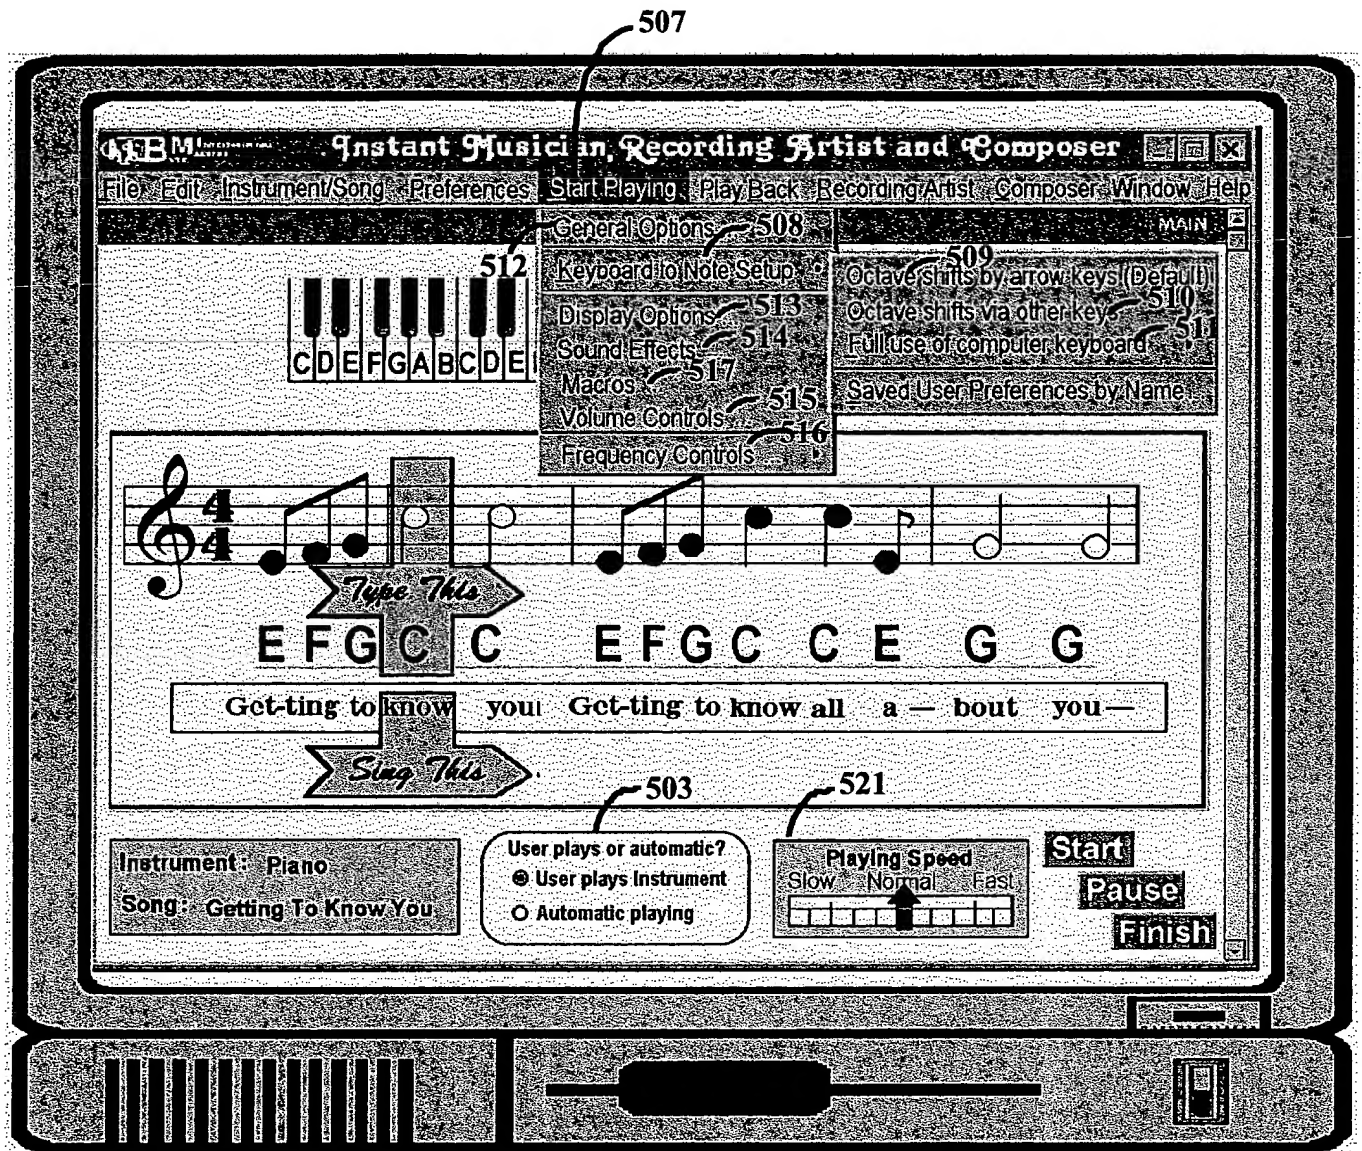 507
Instant Musician, Recording Artist and Composer
File Edit Instrument/Song Preferences Start Playing Play Back Recording Artist Composer Window Help
MAIN
General Options
508
512
Keyboard to Note Setup
509
Octave shifts by arrow keys (Default)
510
Octave shifts via other key
511
Full use of computer keyboard
Saved User Preferences by Name
Display Options 513
Sound Effects 514
Macros 517
Volume Controls 515
Frequency Controls 516
C D E F G A B C D E
4
4
Type This
E F G C C E F G C C E G G
Get-ting to know you Get-ting to know all a — bout you —
Sing This
503
521
User plays or automatic?
User plays Instrument
Automatic playing
Playing Speed
Slow Normal Fast
Instrument: Piano
Song: Getting To Know You
Start
Pause
Finish